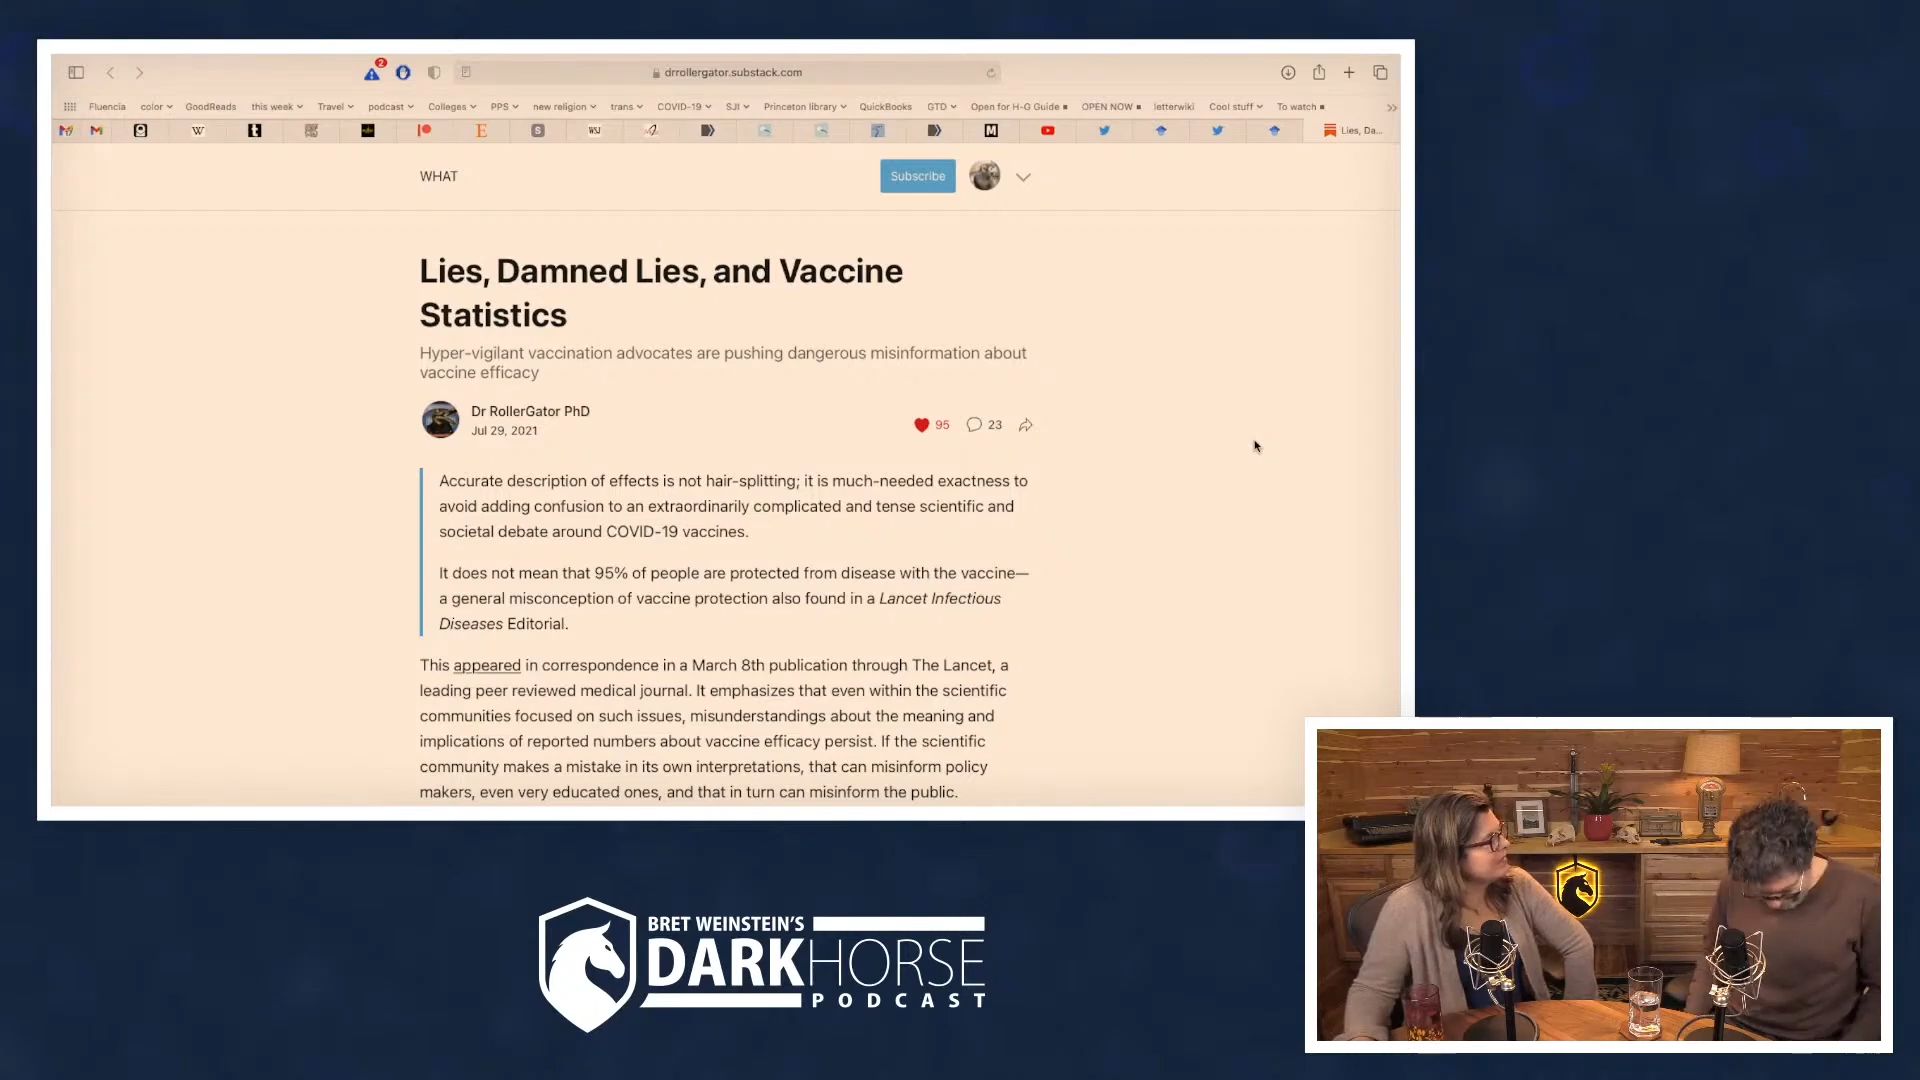 2
drrollergator.substack.com
Fluencia color GoodReads this week Travel podcast Colleges PPS new religion trans COVID-19 SJI Princeton library QuickBooks GTD Open for H-G Guide OPEN NOW letterwiki Cool stuff To watch
W t E S WSJ M Lies, Da...
WHAT
Subscribe
Lies, Damned Lies, and Vaccine
Statistics
Hyper-vigilant vaccination advocates are pushing dangerous misinformation about
vaccine efficacy
Dr RollerGator PhD
Jul 29, 2021
95 23
Accurate description of effects is not hair-splitting; it is much-needed exactness to
avoid adding confusion to an extraordinarily complicated and tense scientific and
societal debate around COVID-19 vaccines.
It does not mean that 95% of people are protected from disease with the vaccine—
a general misconception of vaccine protection also found in a Lancet Infectious
Diseases Editorial.
This appeared in correspondence in a March 8th publication through The Lancet, a
leading peer reviewed medical journal. It emphasizes that even within the scientific
communities focused on such issues, misunderstandings about the meaning and
implications of reported numbers about vaccine efficacy persist. If the scientific
community makes a mistake in its own interpretations, that can misinform policy
makers, even very educated ones, and that in turn can misinform the public.
BRET WEINSTEIN'S
DARKHORSE
PODCAST